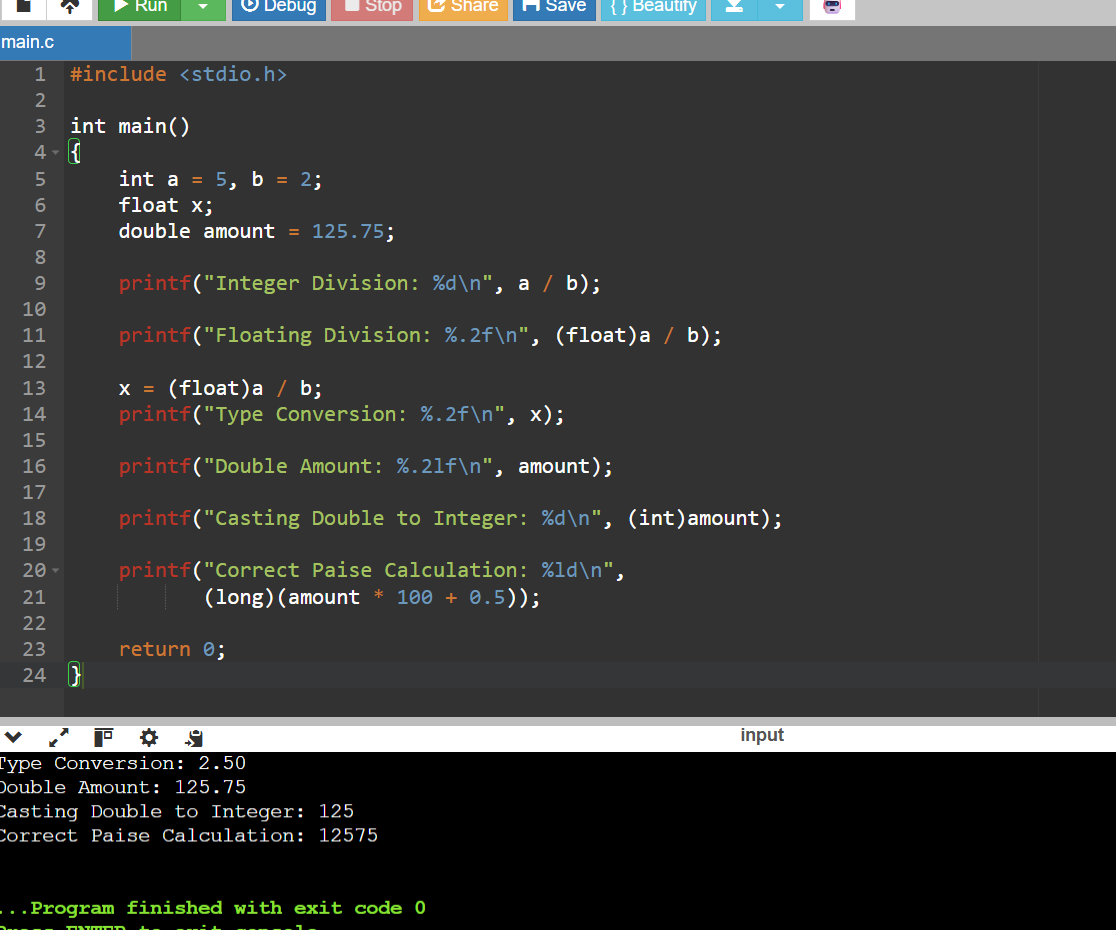 Run Debug Stop Share Save { } Beautify
main.c
1 #include <stdio.h>
2
3 int main()
4 {
5     int a = 5, b = 2;
6     float x;
7     double amount = 125.75;
8
9     printf("Integer Division: %d\n", a / b);
10
11     printf("Floating Division: %.2f\n", (float)a / b);
12
13     x = (float)a / b;
14     printf("Type Conversion: %.2f\n", x);
15
16     printf("Double Amount: %.2lf\n", amount);
17
18     printf("Casting Double to Integer: %d\n", (int)amount);
19
20     printf("Correct Paise Calculation: %ld\n",
21            (long)(amount * 100 + 0.5));
22
23     return 0;
24 }
input
Type Conversion: 2.50
Double Amount: 125.75
Casting Double to Integer: 125
Correct Paise Calculation: 12575
...Program finished with exit code 0
Press ENTER to exit console